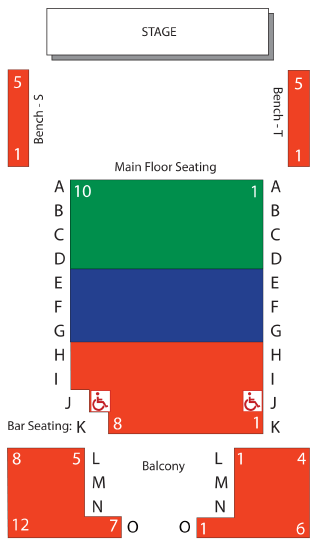 STAGE
5 5
Bench - S Bench - T
1 1
Main Floor Seating
A 10 1 A
B B
C C
D D
E E
F F
G G
H H
I I
J J
Bar Seating: K 8 1 K
8 5 L Balcony L 1 4
M M
N N
12 7 O O 1 6